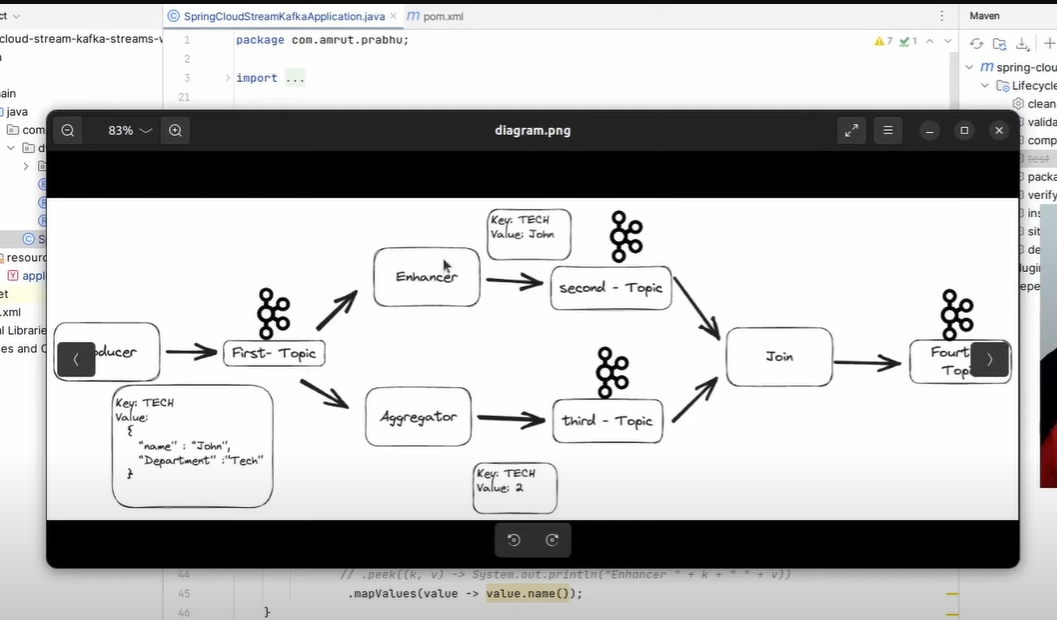 ct
SpringCloudStreamKafkaApplication.java
m pom.xml
Maven
cloud-stream-kafka-streams-w
1 package com.amrut.prabhu;
7 1
2
3 import ...
21
spring-clou
Lifecycle
clean
valida
comp
test
packa
verify
ins
sit
de
lugi
epe
ain
java
com
d
S
resourc
appl
et
.xml
al Libraries
es and C
83%
diagram.png
Key: TECH
Value: John
Enhancer
second - Topic
ducer
First- Topic
Join
Fourt
Topi
Key: TECH
Value:
{
"name" : "John",
"Department" :"Tech"
}
Aggregator
third - Topic
Key: TECH
Value: 2
44 // .peek((k, v) -> System.out.println("Enhancer " + k + " " + v))
45 .mapValues(value -> value.name());
46 }